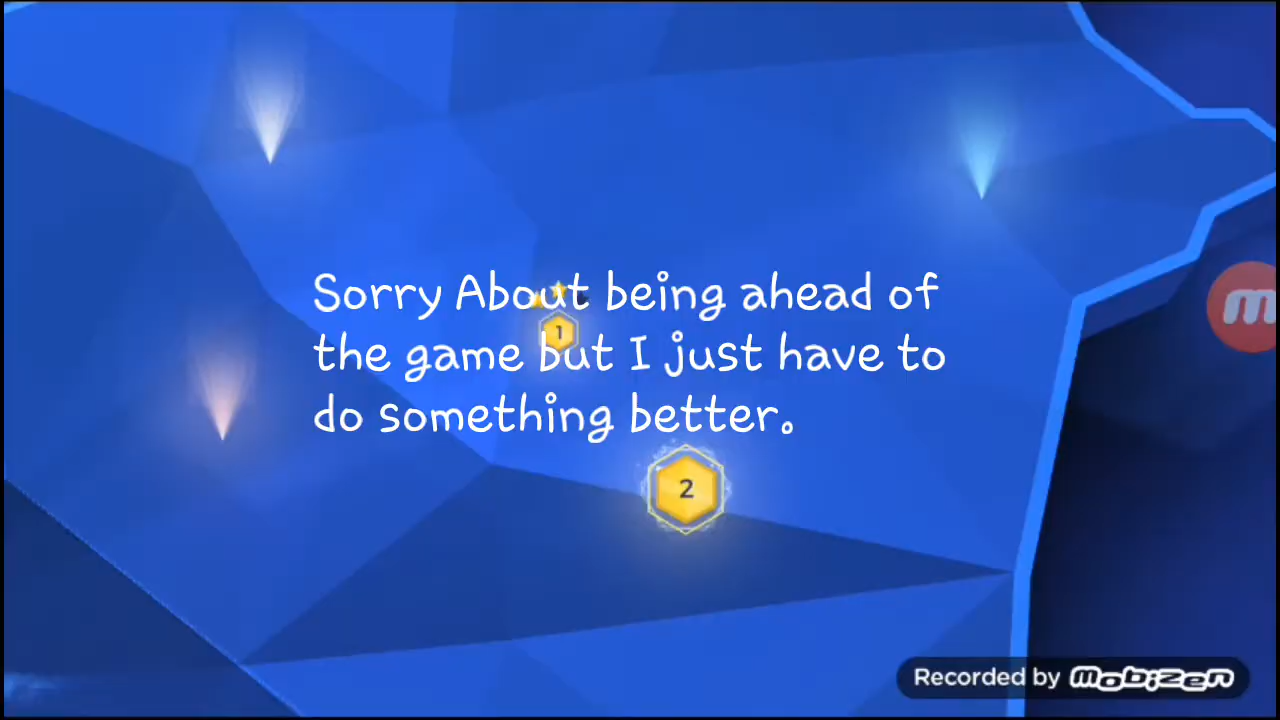 Sorry About being ahead of
1
the game but I just have to
do something better.
2
Recorded by mobizen